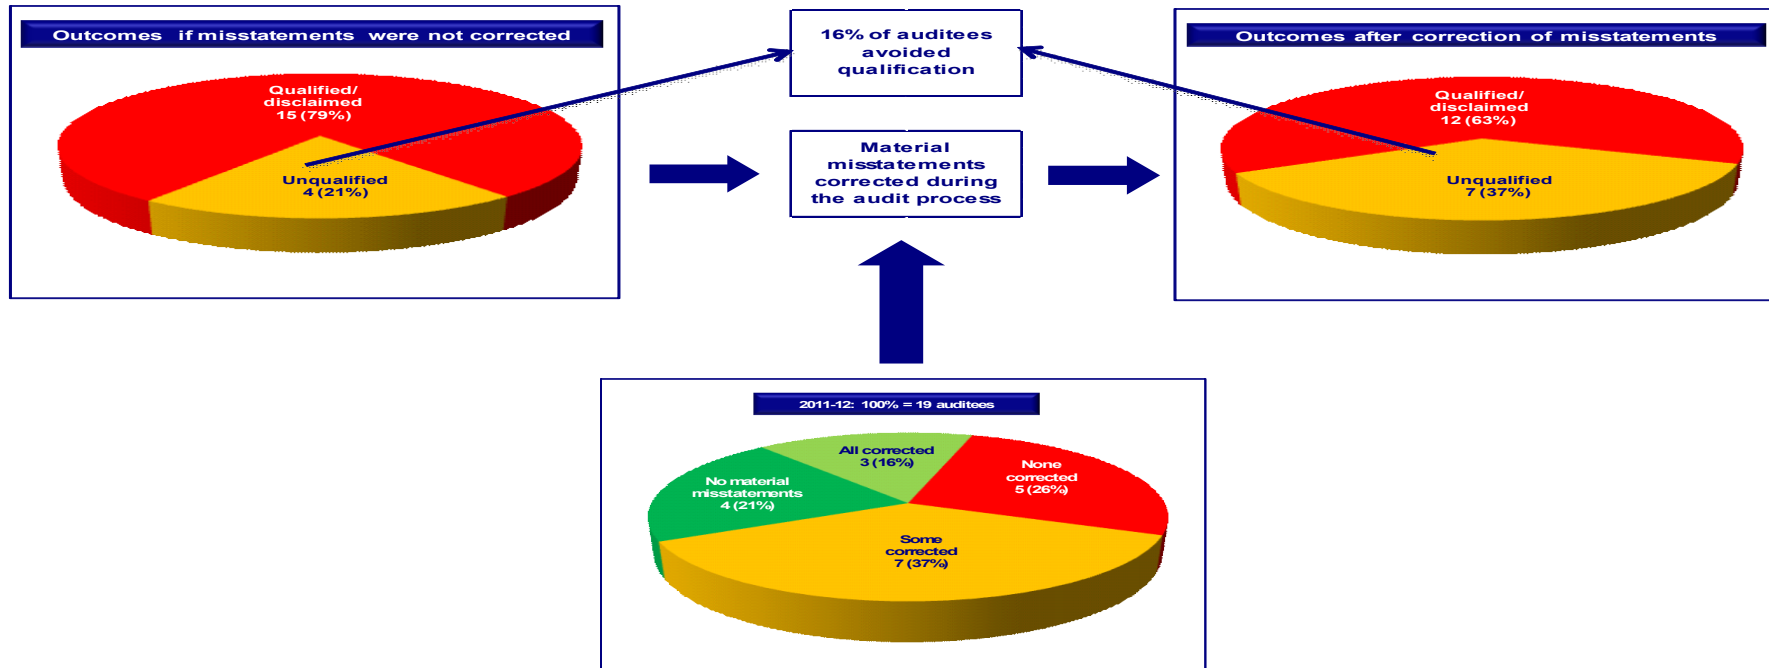 Outcomes if misstatements were not corrected
Qualified/
disclaimed
15 (79%)
Unqualified
4 (21%)
16% of auditees
avoided
qualification
Material
misstatements
corrected during
the audit process
Outcomes after correction of misstatements
Qualified/
disclaimed
12 (63%)
Unqualified
7 (37%)
2011-12: 100% = 19 auditees
All corrected
3 (16%)
None
corrected
5 (26%)
No material
misstatements
4 (21%)
Some
corrected
7 (37%)